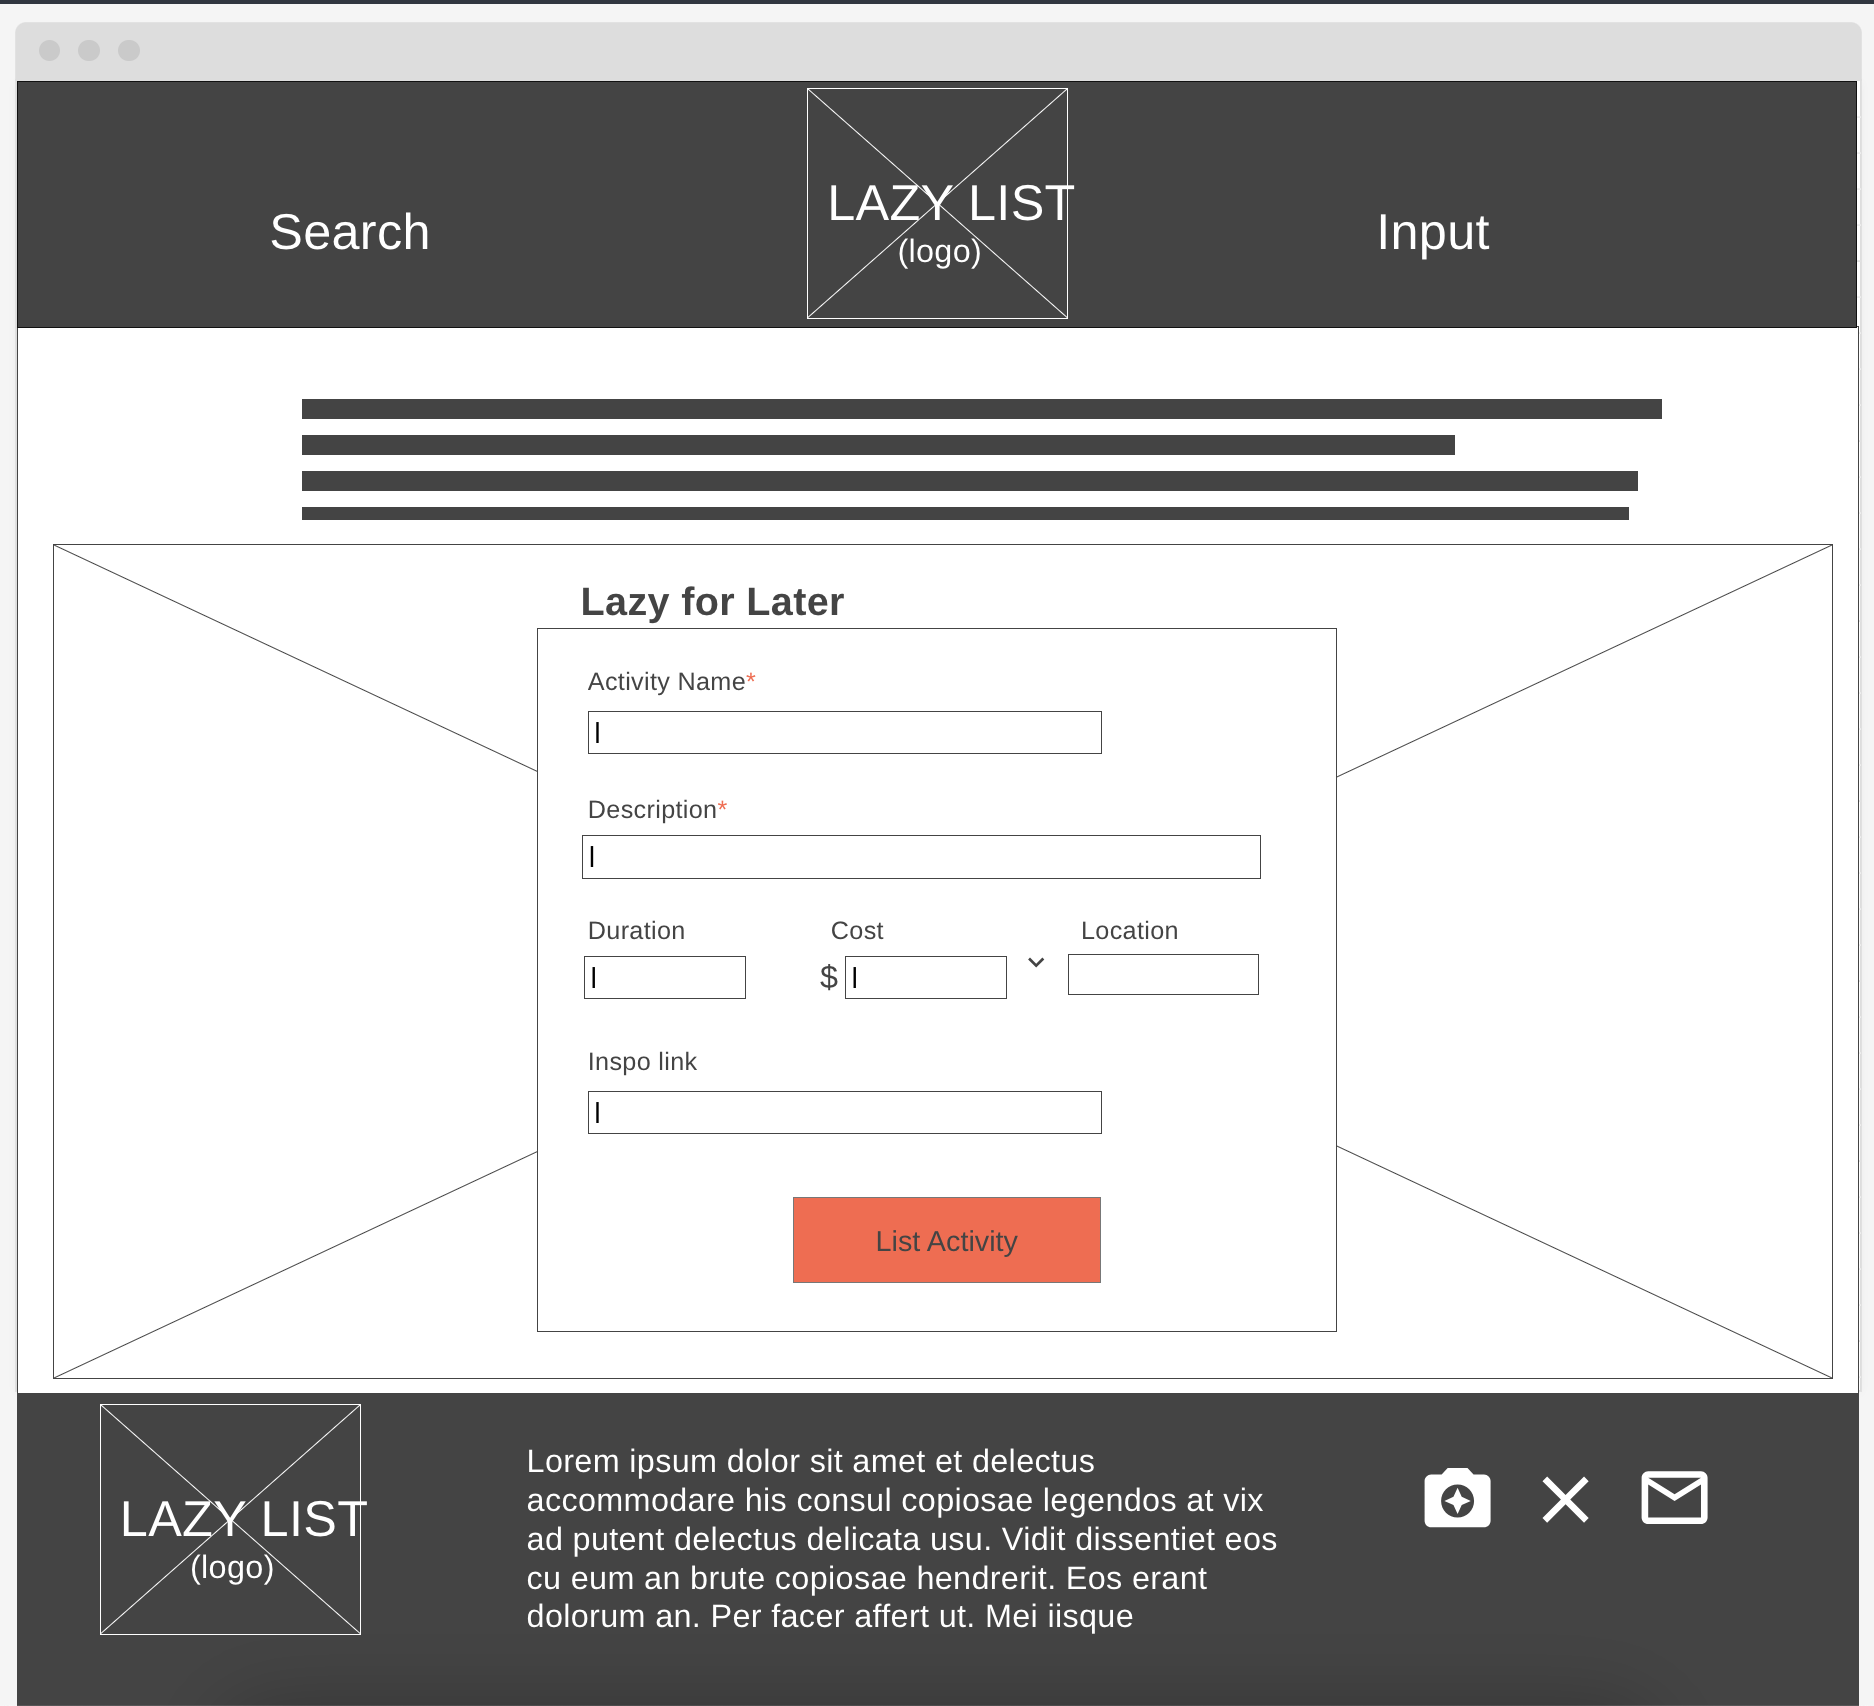 Search
LAZY LIST
(logo)
Input
Lazy for Later
Activity Name*
Description*
Duration
Cost
Location
$
Inspo link
List Activity
LAZY LIST
(logo)
Lorem ipsum dolor sit amet et delectus
accommodare his consul copiosae legendos at vix
ad putent delectus delicata usu. Vidit dissentiet eos
cu eum an brute copiosae hendrerit. Eos erant
dolorum an. Per facer affert ut. Mei iisque